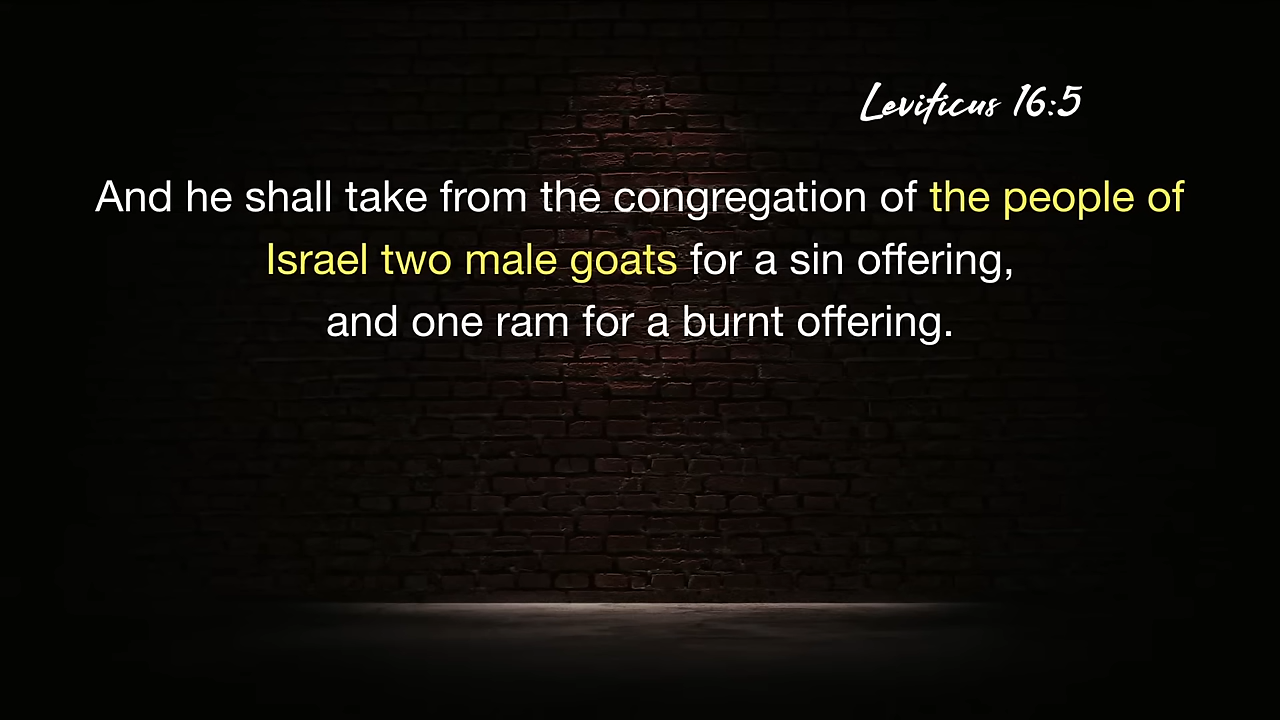 Leviticus 16:5
And he shall take from the congregation of the people of
Israel two male goats for a sin offering,
and one ram for a burnt offering.